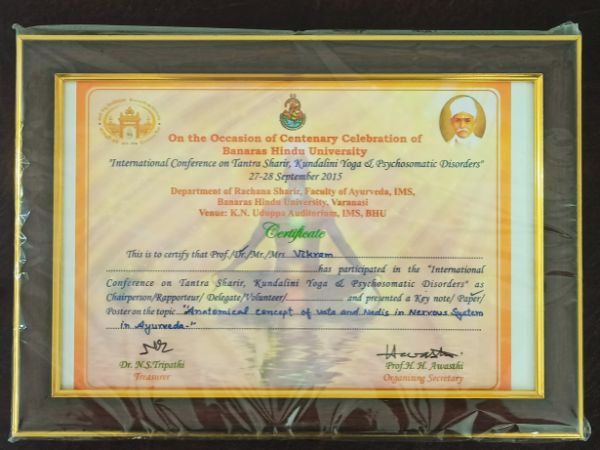 On the Occasion of Centenary Celebration of
Banaras Hindu University
"International Conference on Tantra Sharir, Kundalini Yoga & Psychosomatic Disorders"
27-28 September 2015
Department of Rachana Sharir, Faculty of Ayurveda, IMS,
Banaras Hindu University, Varanasi
Venue: K.N. Uduppa Auditorium, IMS, BHU
Certificate
This is to certify that Prof./Dr./Mr./Mrs. Vikram
has participated in the "International
Conference on Tantra Sharir, Kundalini Yoga & Psychosomatic Disorders" as
Chairperson/Rapporteur/ Delegate/Volunteer/ and presented a Key note/ Paper/
Poster on the topic "Anatomical concept of vata and Nadis in Nervous System
in Ayurveda-"
Dr. N.S.Tripathi
Treasurer
Prof.H. H. Awasthi
Organising Secretary